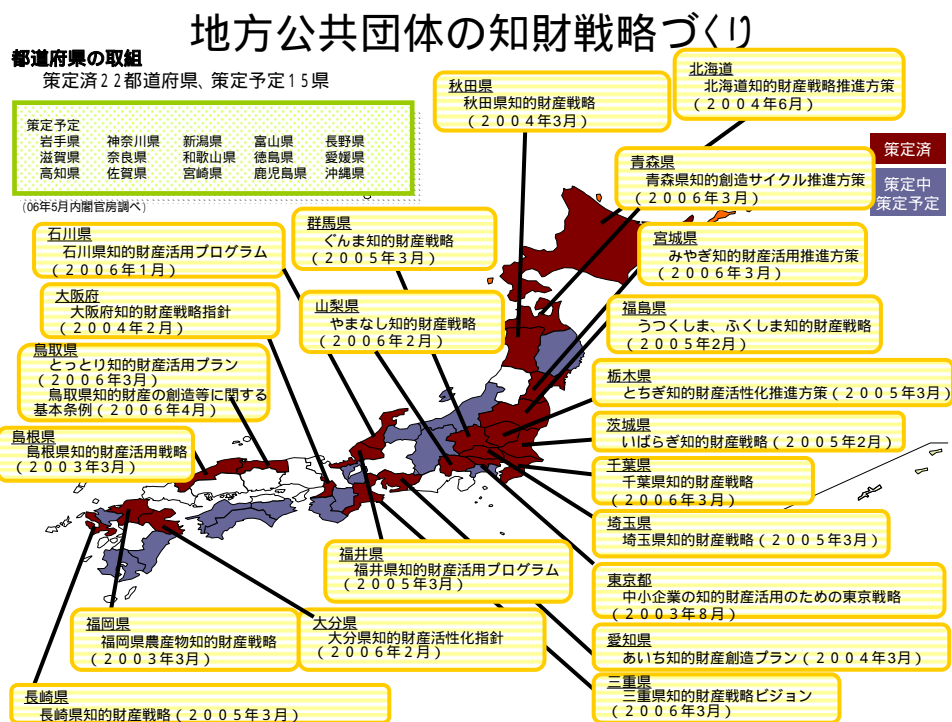 地方公共団体の知財戦略づくり
都道府県の取組
策定済22都道府県、策定予定15県
策定予定
岩手県 神奈川県 新潟県 富山県 長野県
滋賀県 奈良県 和歌山県 徳島県 愛媛県
高知県 佐賀県 宮崎県 鹿児島県 沖縄県
(06年5月内閣官房調べ)
秋田県
秋田県知的財産戦略
(2004年3月)
北海道
北海道知的財産戦略推進方策
(2004年6月)
策定済
策定中
策定予定
青森県
青森県知的創造サイクル推進方策
(2006年3月)
石川県
石川県知的財産活用プログラム
(2006年1月)
群馬県
ぐんま知的財産戦略
(2005年3月)
宮城県
みやぎ知的財産活用推進方策
(2006年3月)
大阪府
大阪府知的財産戦略指針
(2004年2月)
山梨県
やまなし知的財産戦略
(2006年2月)
福島県
うつくしま、ふくしま知的財産戦略
(2005年2月)
鳥取県
とっとり知的財産活用プラン
(2006年3月)
鳥取県知的財産の創造等に関する
基本条例(2006年4月)
栃木県
とちぎ知的財産活性化推進方策(2005年3月)
茨城県
いばらぎ知的財産戦略(2005年2月)
島根県
島根県知的財産活用戦略
(2003年3月)
千葉県
千葉県知的財産戦略
(2006年3月)
埼玉県
埼玉県知的財産戦略(2005年3月)
福井県
福井県知的財産活用プログラム
(2005年3月)
東京都
中小企業の知的財産活用のための東京戦略
(2003年8月)
福岡県
福岡県農産物知的財産戦略
(2003年3月)
大分県
大分県知的財産活性化指針
(2006年2月)
愛知県
あいち知的財産創造プラン(2004年3月)
三重県
三重県知的財産戦略ビジョン
(2006年3月)
長崎県
長崎県知的財産戦略(2005年3月)